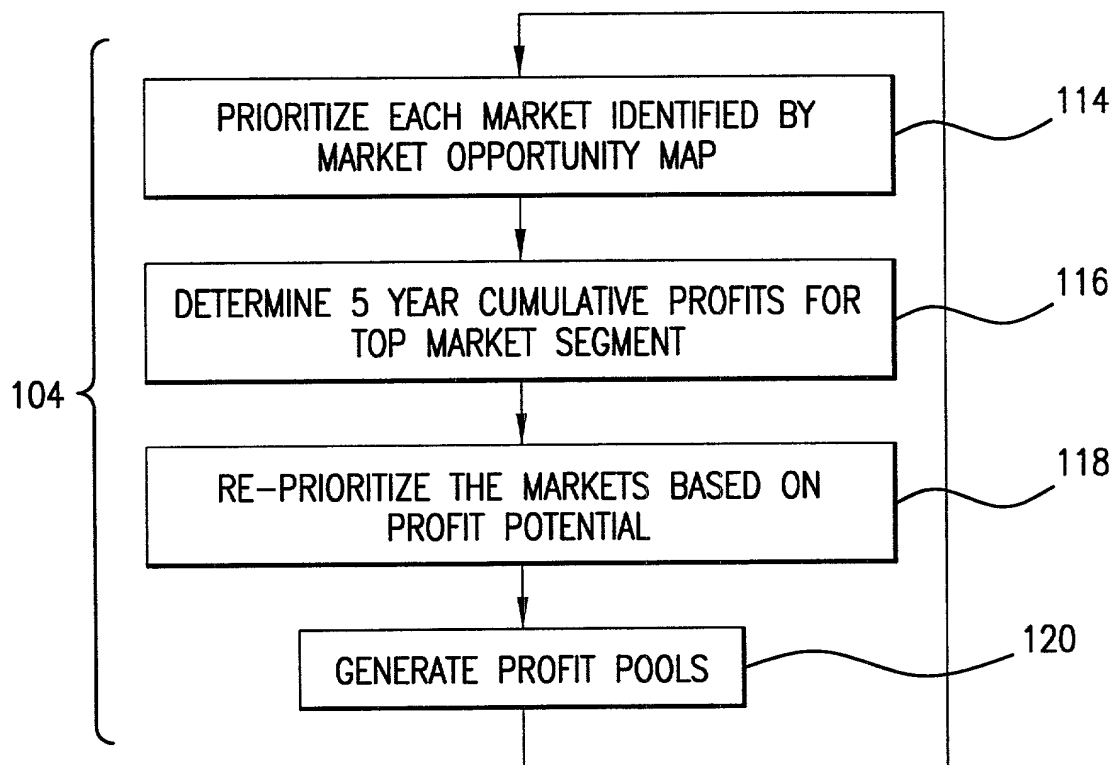 PRIORITIZE EACH MARKET IDENTIFIED BY
MARKET OPPORTUNITY MAP
114
DETERMINE 5 YEAR CUMULATIVE PROFITS FOR
TOP MARKET SEGMENT
116
104
RE-PRIORITIZE THE MARKETS BASED ON
PROFIT POTENTIAL
118
GENERATE PROFIT POOLS
120